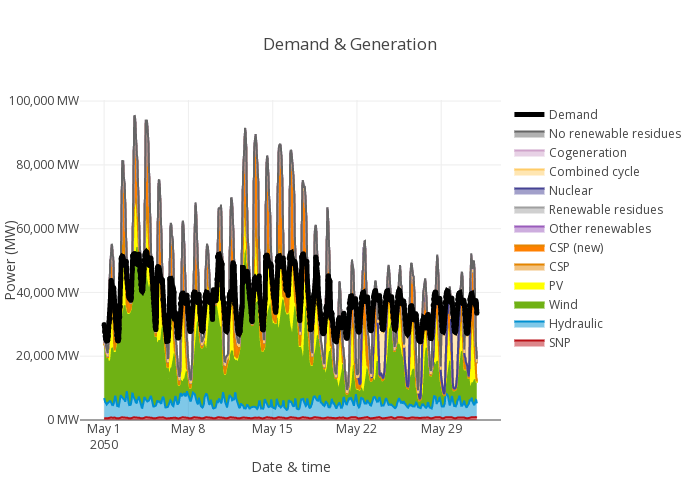 Demand & Generation
100,000 MW
80,000 MW
60,000 MW
40,000 MW
20,000 MW
0 MW
Power (MW)
May 1
2050
May 8
May 15
May 22
May 29
Date & time
Demand
No renewable residues
Cogeneration
Combined cycle
Nuclear
Renewable residues
Other renewables
CSP (new)
CSP
PV
Wind
Hydraulic
SNP